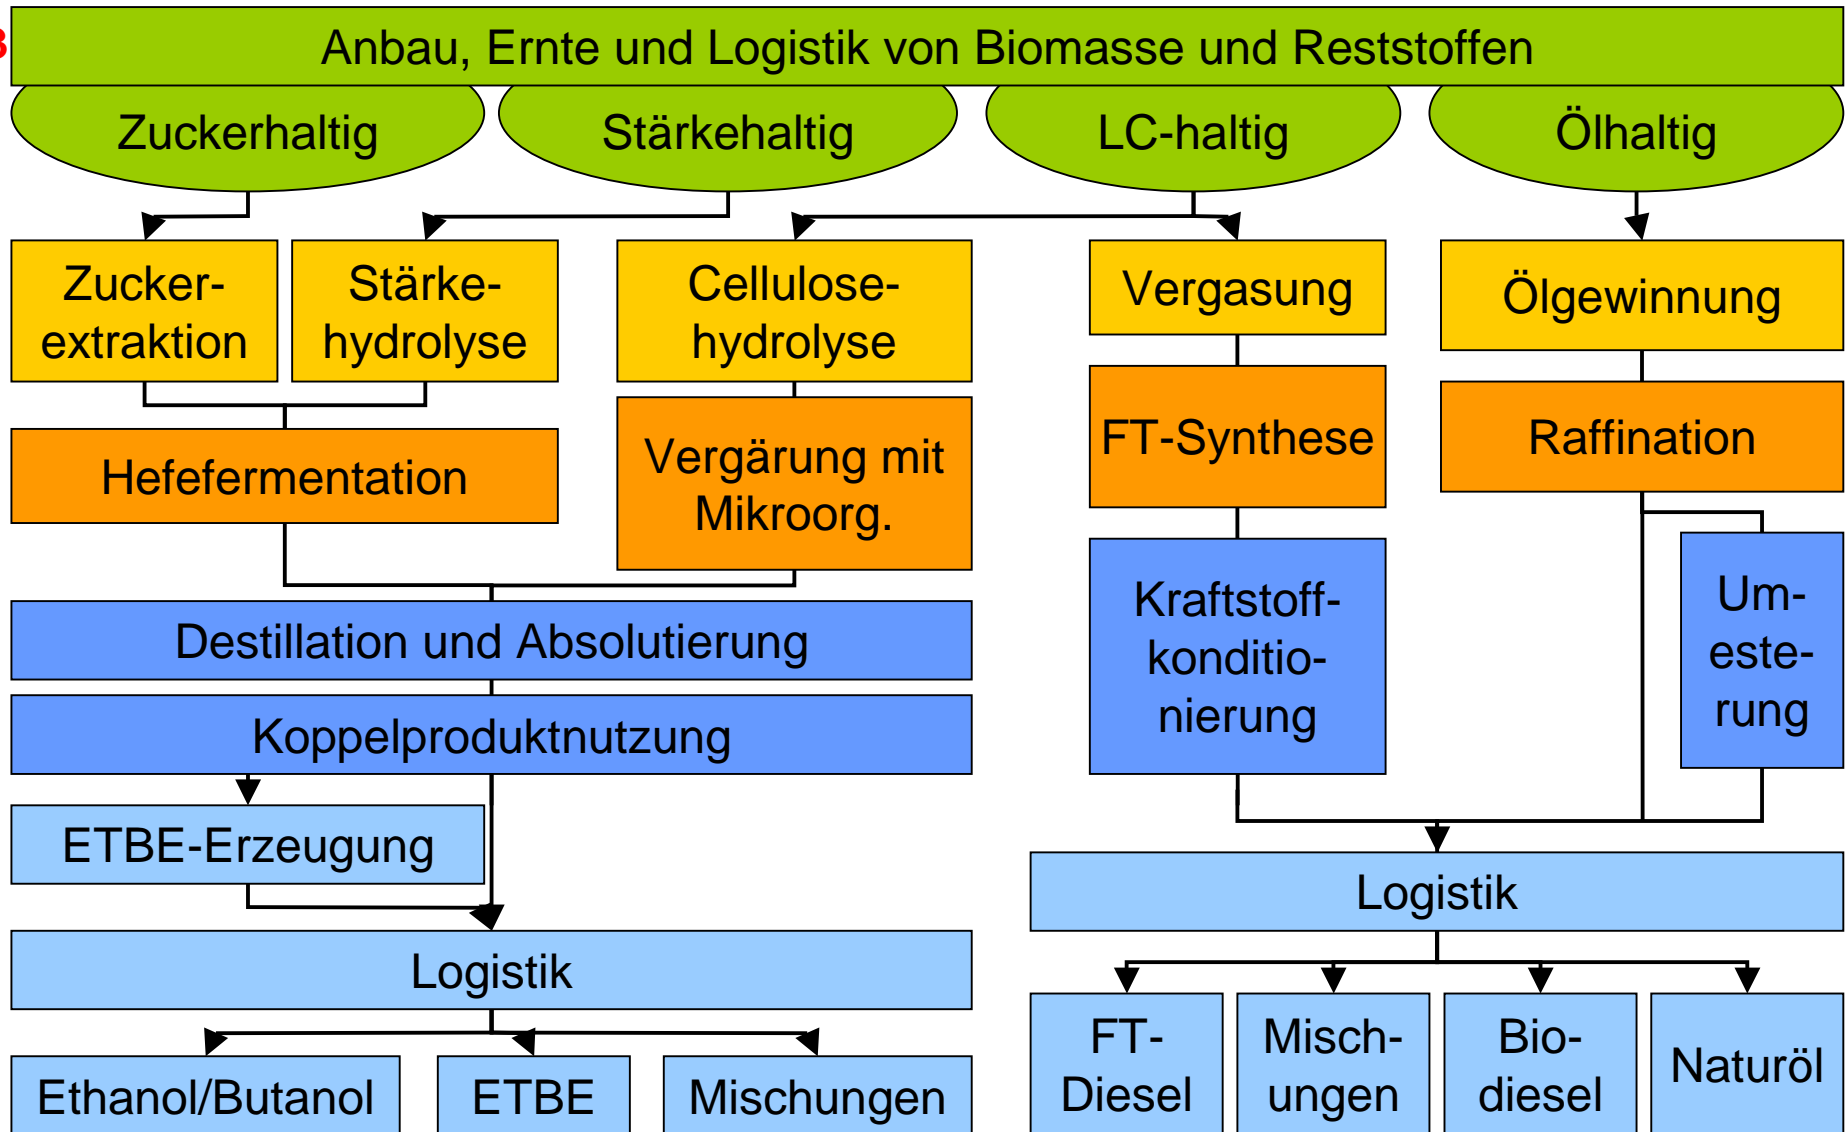 Anbau, Ernte und Logistik von Biomasse und Reststoffen
Zuckerhaltig
Stärkehaltig
LC-haltig
Ölhaltig
Zucker-
extraktion
Stärke-
hydrolyse
Cellulose-
hydrolyse
Vergasung
Ölgewinnung
Hefefermentation
Vergärung mit
Mikroorg.
FT-Synthese
Raffination
Destillation und Absolutierung
Kraftstoff-
konditio-
nierung
Um-
este-
rung
Koppelproduktnutzung
ETBE-Erzeugung
Logistik
Logistik
Ethanol/Butanol
ETBE
Mischungen
FT-
Diesel
Misch-
ungen
Bio-
diesel
Naturöl